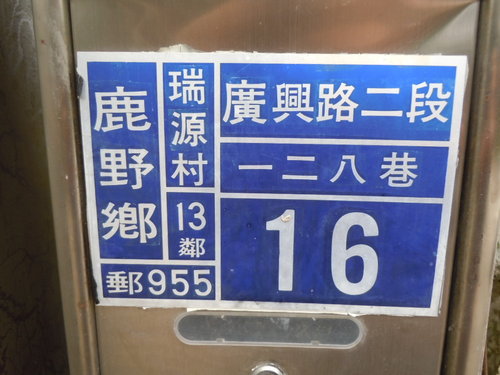 鹿野鄉
瑞源村
13鄰
郵955
廣興路二段
一二八巷
16